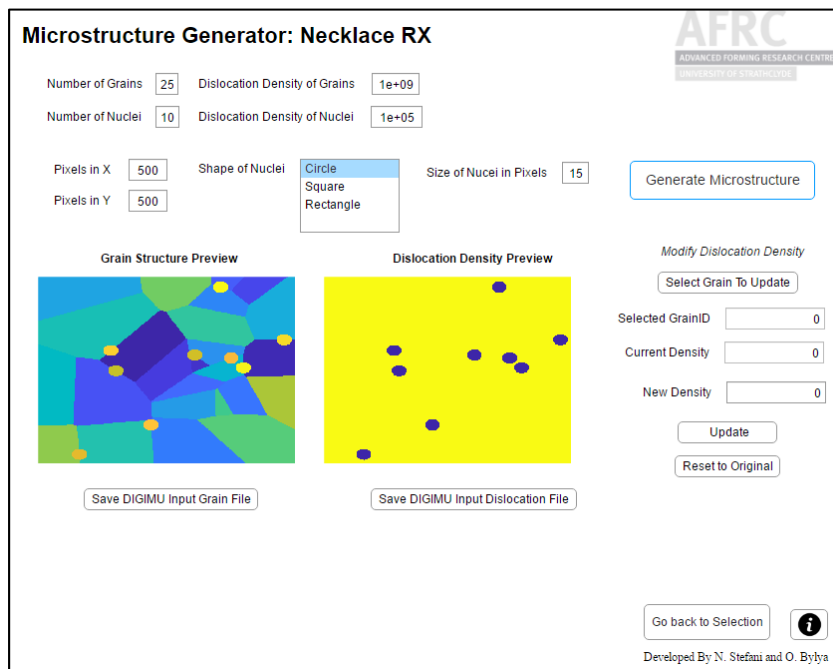 Microstructure Generator: Necklace RX
AFRC
ADVANCED FORMING RESEARCH CENTRE
UNIVERSITY OF STRATHCLYDE
Number of Grains 25 Dislocation Density of Grains 1e+09
Number of Nuclei 10 Dislocation Density of Nuclei 1e+05
Pixels in X 500 Shape of Nuclei Circle Size of Nucei in Pixels 15
Square
Rectangle
Pixels in Y 500
Generate Microstructure
Grain Structure Preview Dislocation Density Preview
Modify Dislocation Density
Select Grain To Update
Selected GrainID 0
Current Density 0
New Density 0
Update
Reset to Original
Save DIGIMU Input Grain File Save DIGIMU Input Dislocation File
Go back to Selection i
Developed By N. Stefani and O. Bylya